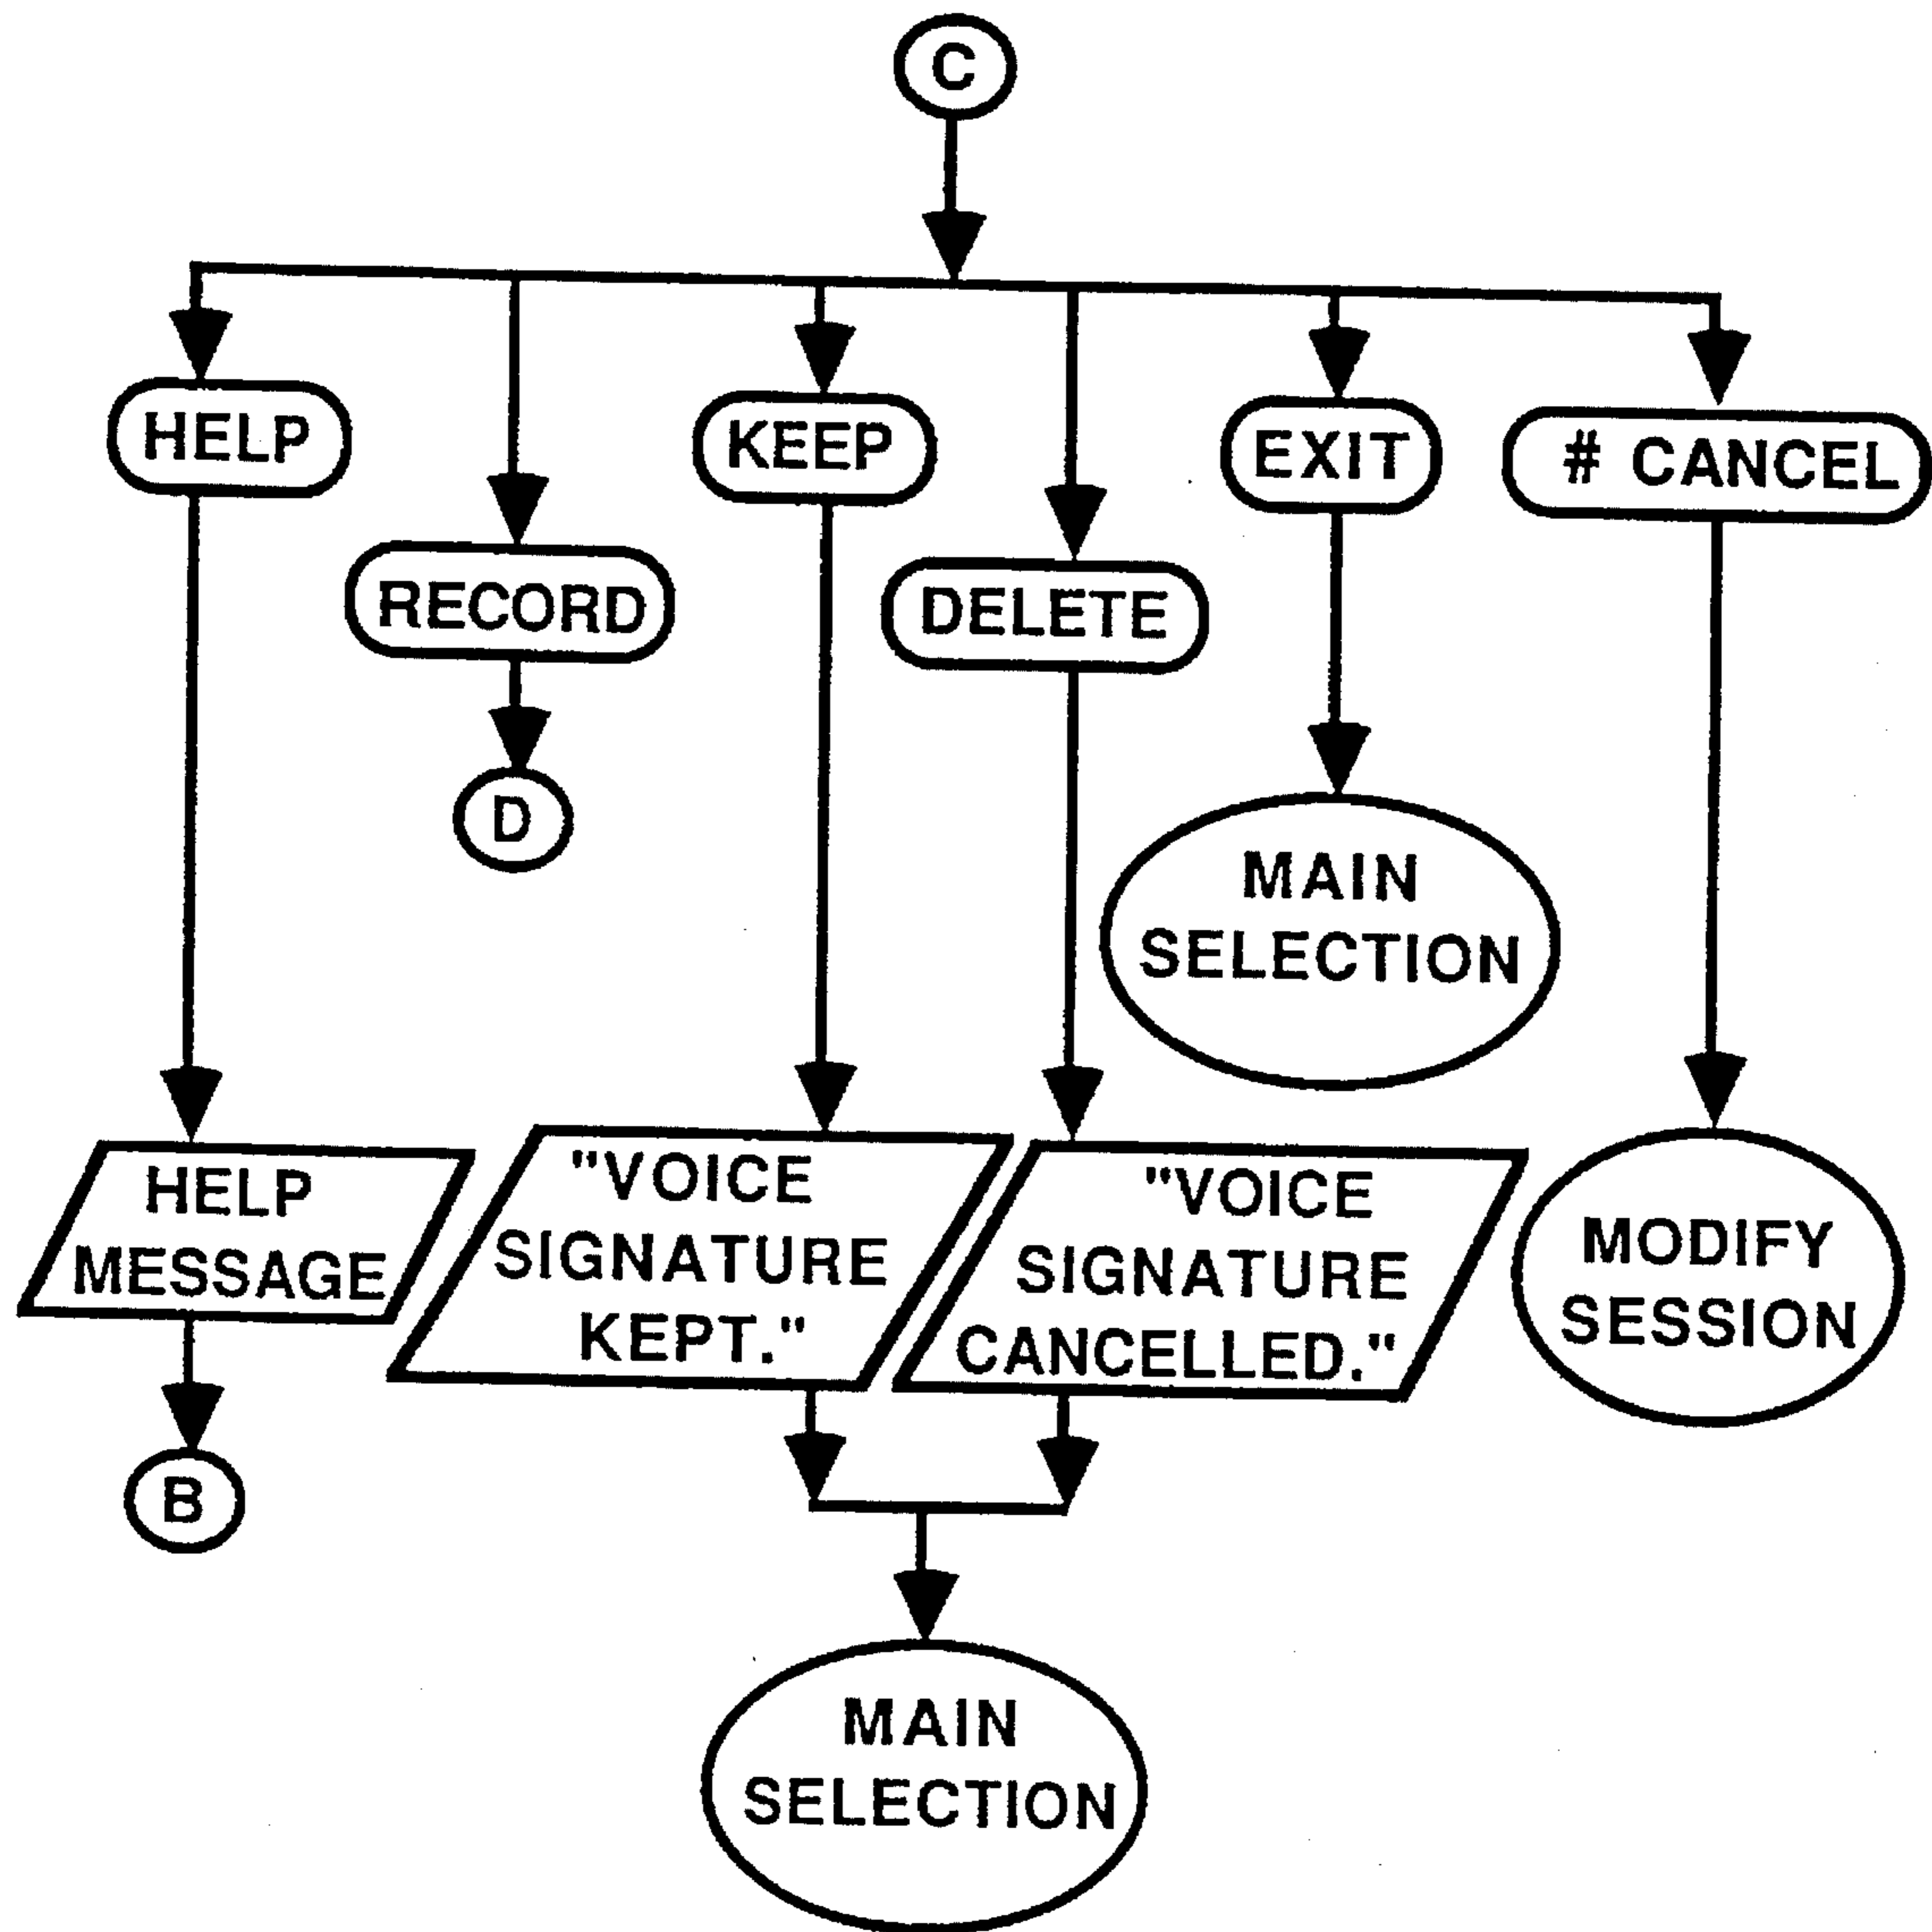 C
HELP
KEEP
EXIT
# CANCEL
RECORD
DELETE
D
MAIN
SELECTION
HELP
MESSAGE
"VOICE
SIGNATURE
KEPT."
"VOICE
SIGNATURE
CANCELLED."
MODIFY
SESSION
B
MAIN
SELECTION